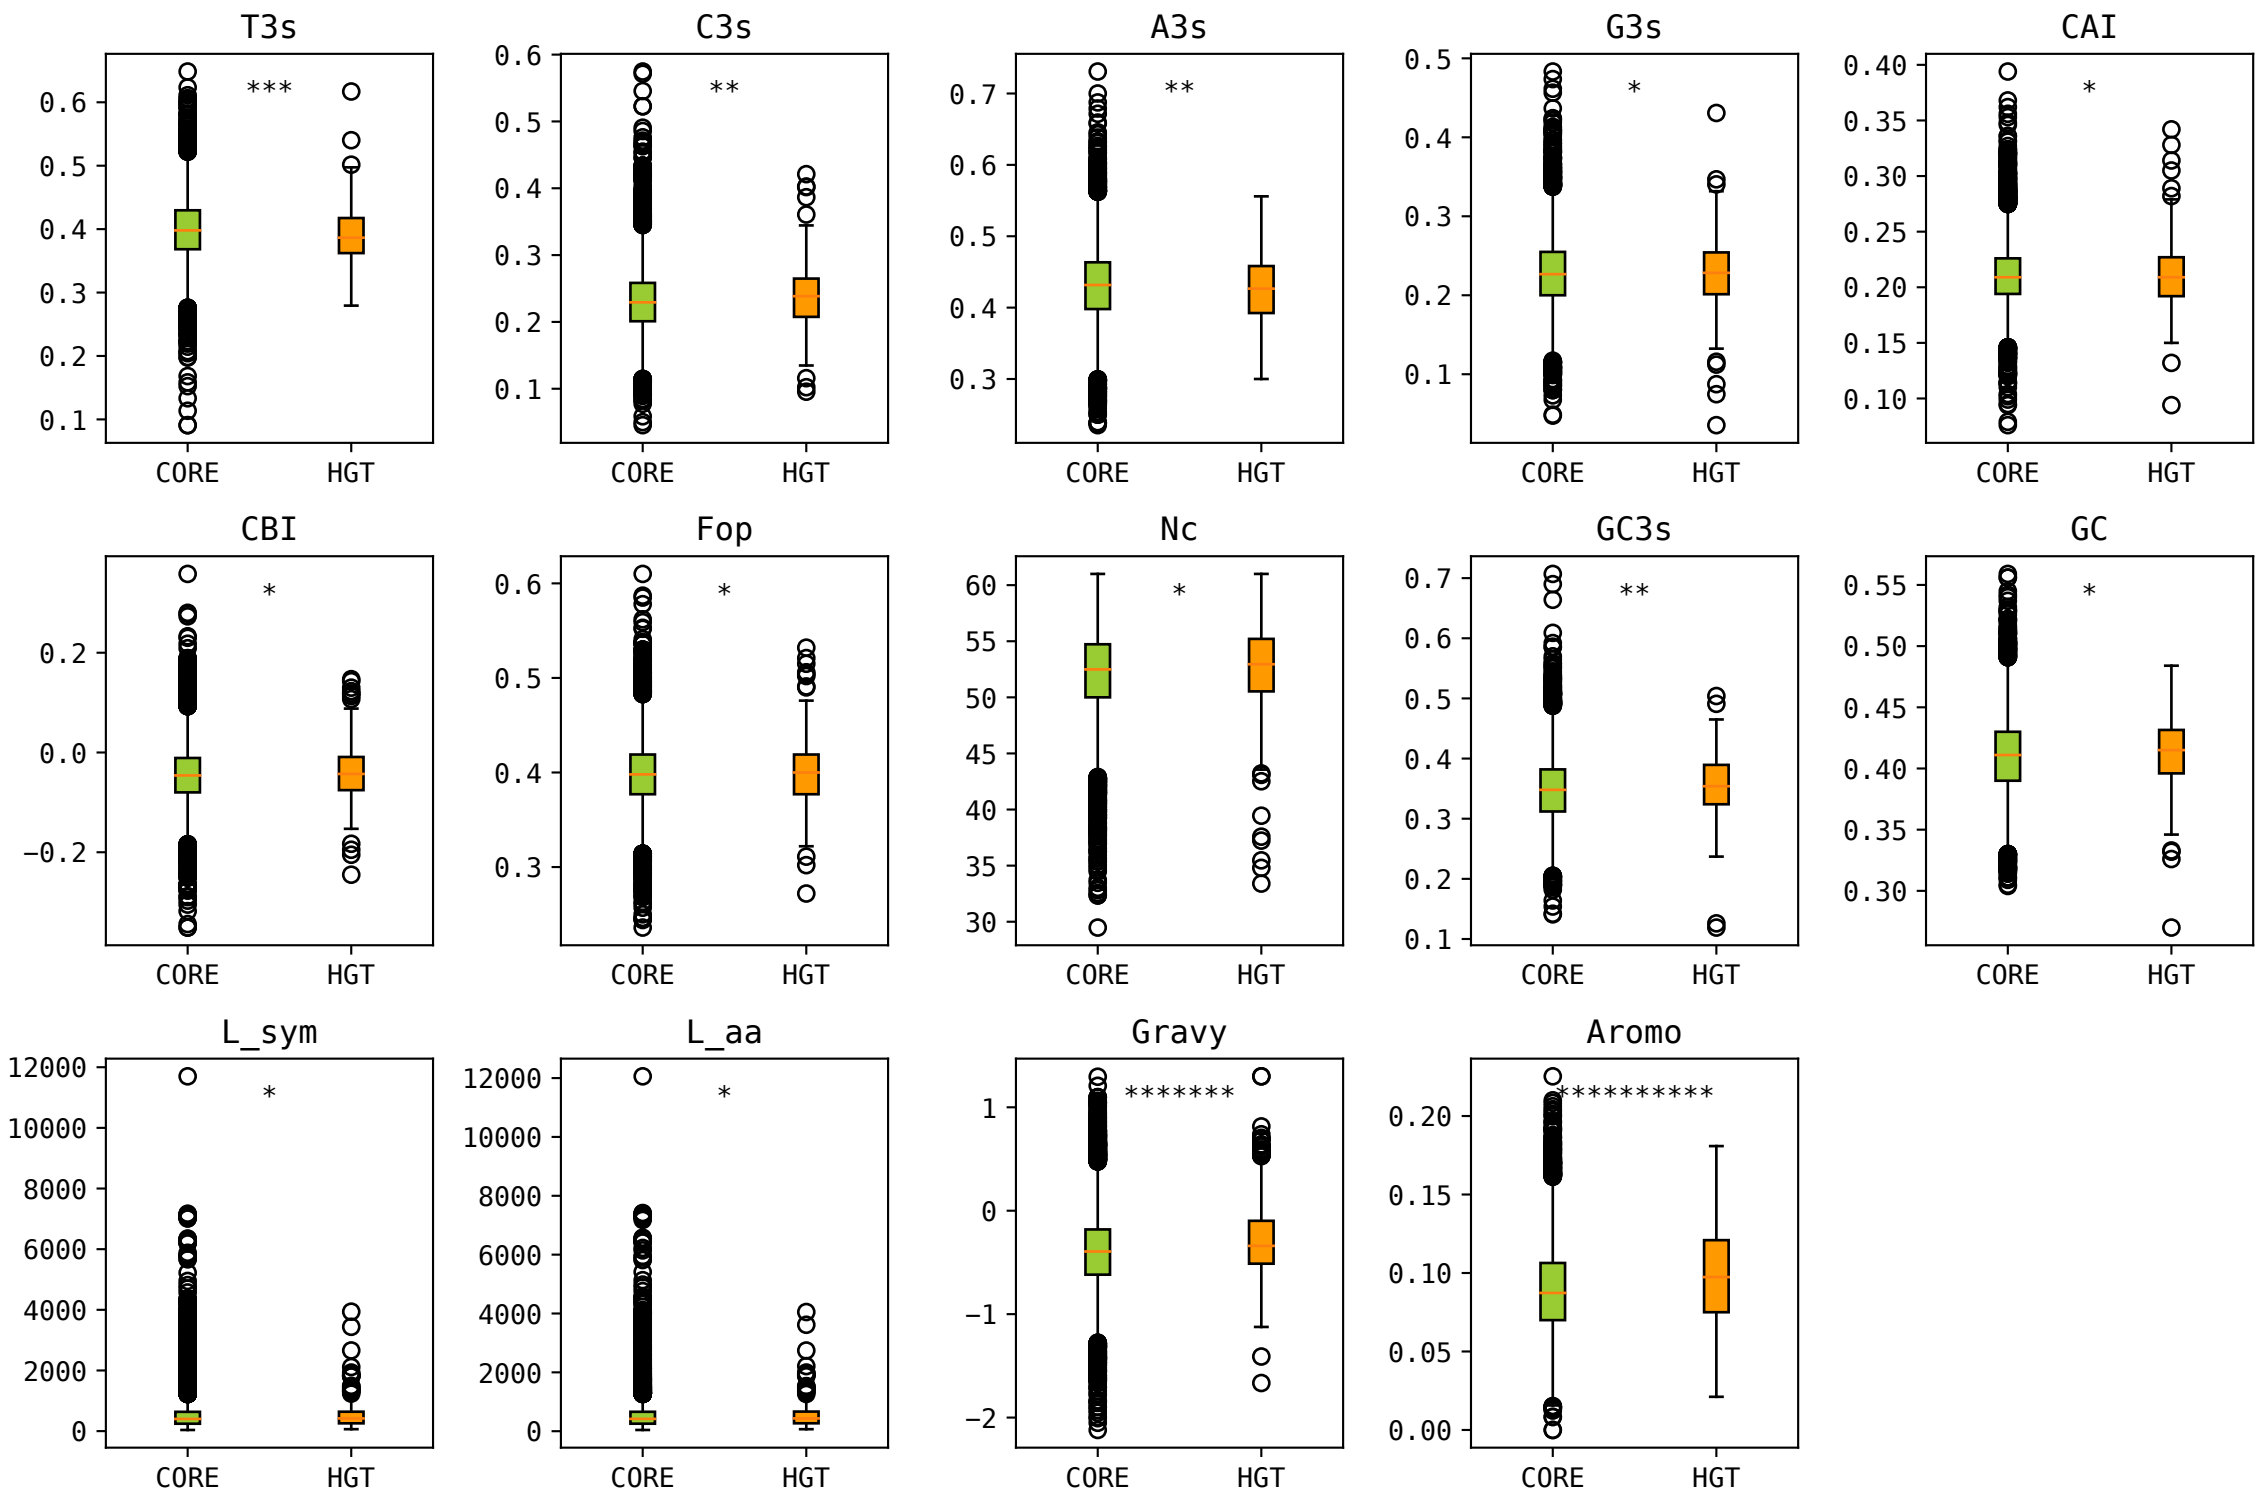 T3s
C3s
A3s
G3s
CAI
***
**
**
*
*
0.6
0.5
0.4
0.3
0.2
0.1
CORE
HGT
0.6
0.5
0.4
0.3
0.2
0.1
CORE
HGT
0.7
0.6
0.5
0.4
0.3
CORE
HGT
0.5
0.4
0.3
0.2
0.1
CORE
HGT
0.40
0.35
0.30
0.25
0.20
0.15
0.10
CORE
HGT
CBI
Fop
Nc
GC3s
GC
*
*
*
**
*
0.2
0.0
−0.2
CORE
HGT
0.6
0.5
0.4
0.3
CORE
HGT
60
55
50
45
40
35
30
CORE
HGT
0.7
0.6
0.5
0.4
0.3
0.2
0.1
CORE
HGT
0.55
0.50
0.45
0.40
0.35
0.30
CORE
HGT
L_sym
L_aa
Gravy
Aromo
*
*
*******
**********
12000
10000
8000
6000
4000
2000
0
CORE
HGT
12000
10000
8000
6000
4000
2000
0
CORE
HGT
1
0
−1
−2
CORE
HGT
0.20
0.15
0.10
0.05
0.00
CORE
HGT